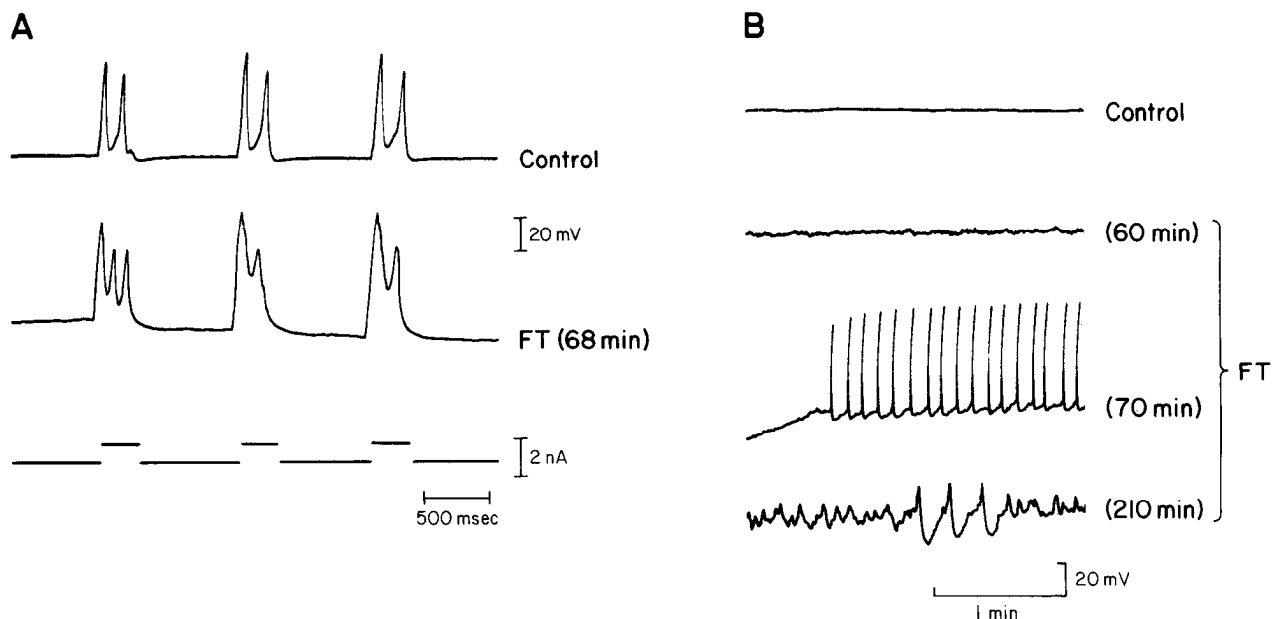 A
Control
20 mV
FT (68 min)
2 nA
500 msec
B
Control
(60 min)
(70 min)
FT
(210 min)
20 mV
1 min